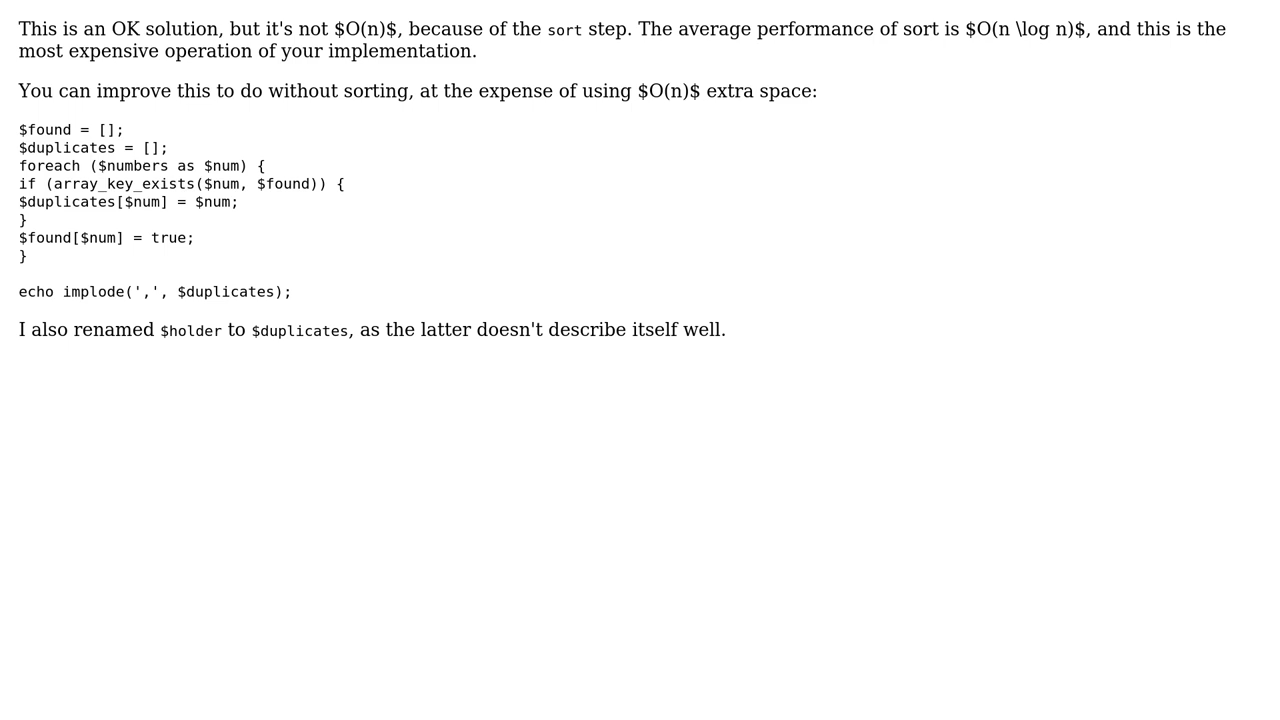 This is an OK solution, but it's not $O(n)$, because of the sort step. The average performance of sort is $O(n \log n)$, and this is the
most expensive operation of your implementation.
You can improve this to do without sorting, at the expense of using $O(n)$ extra space:
$found = [];
$duplicates = [];
foreach ($numbers as $num) {
if (array_key_exists($num, $found)) {
$duplicates[$num] = $num;
}
$found[$num] = true;
}
echo implode(',', $duplicates);
I also renamed $holder to $duplicates, as the latter doesn't describe itself well.